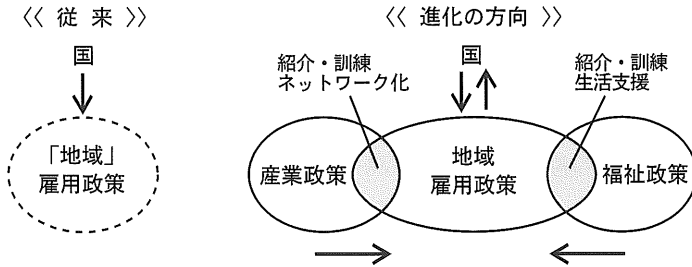 《 従 来 》
国
「地域」
雇用政策
《 進化の方向 》
紹介・訓練
ネットワーク化
国
紹介・訓練
生活支援
産業政策
地域
雇用政策
福祉政策